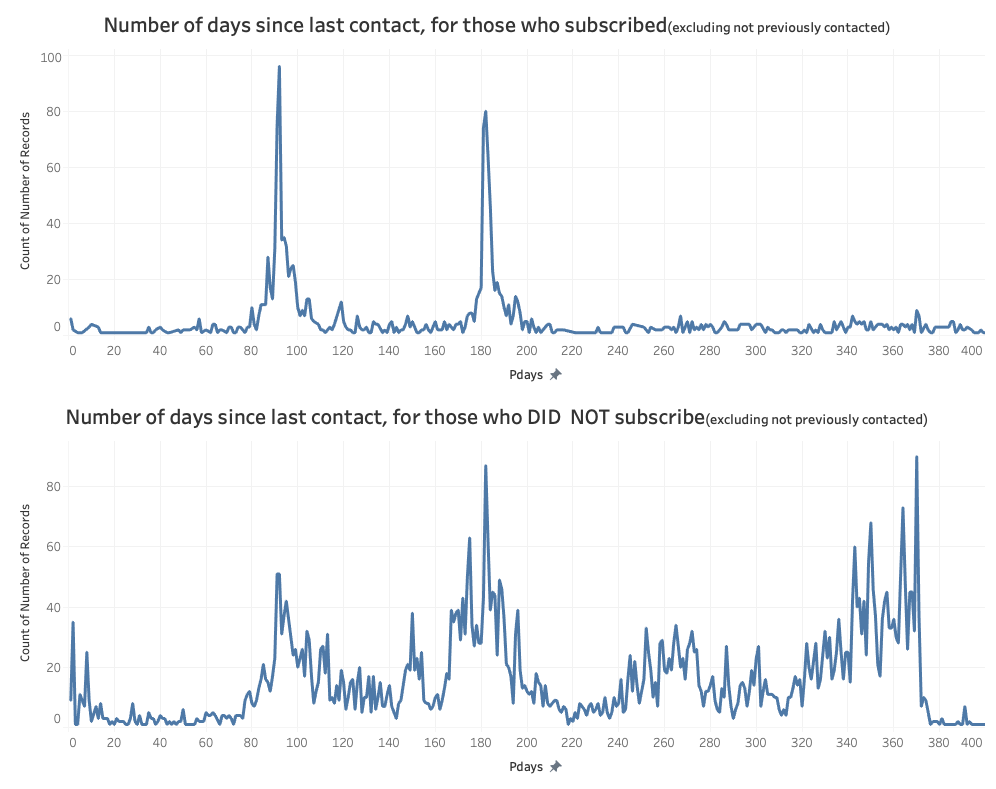 Number of days since last contact, for those who subscribed(excluding not previously contacted)
100
80
60
40
20
0
Count of Number of Records
0 20 40 60 80 100 120 140 160 180 200 220 240 260 280 300 320 340 360 380 400
Pdays
Number of days since last contact, for those who DID NOT subscribe(excluding not previously contacted)
80
60
40
20
0
Count of Number of Records
0 20 40 60 80 100 120 140 160 180 200 220 240 260 280 300 320 340 360 380 400
Pdays